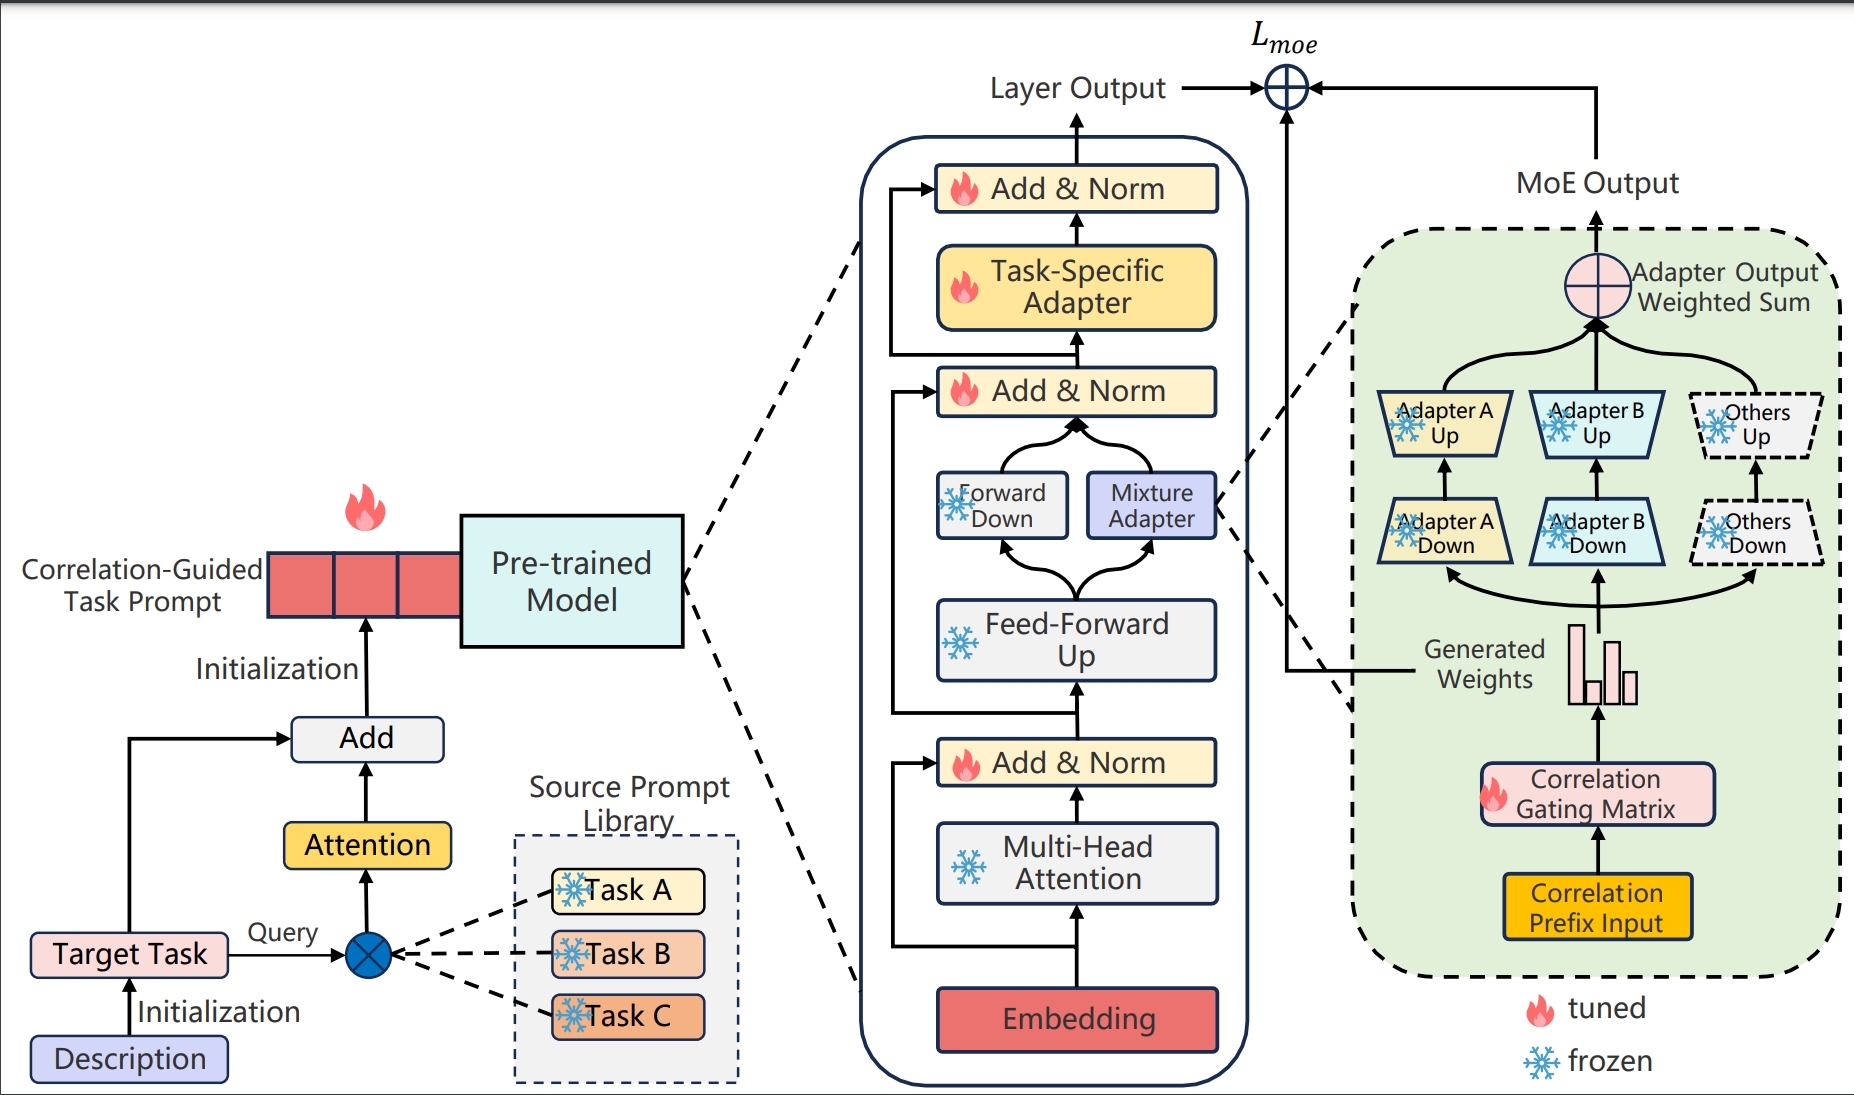 L_moe
Layer Output
MoE Output
Add & Norm
Task-Specific
Adapter
Add & Norm
Forward
Down
Mixture
Adapter
Feed-Forward
Up
Add & Norm
Multi-Head
Attention
Embedding
Adapter Output
Weighted Sum
Adapter A
Up
Adapter B
Up
Others
Up
Adapter A
Down
Adapter B
Down
Others
Down
Generated
Weights
Correlation
Gating Matrix
Correlation
Prefix Input
tuned
frozen
Correlation-Guided
Task Prompt
Pre-trained
Model
Initialization
Add
Attention
Source Prompt
Library
Task A
Task B
Task C
Target Task
Query
Initialization
Description